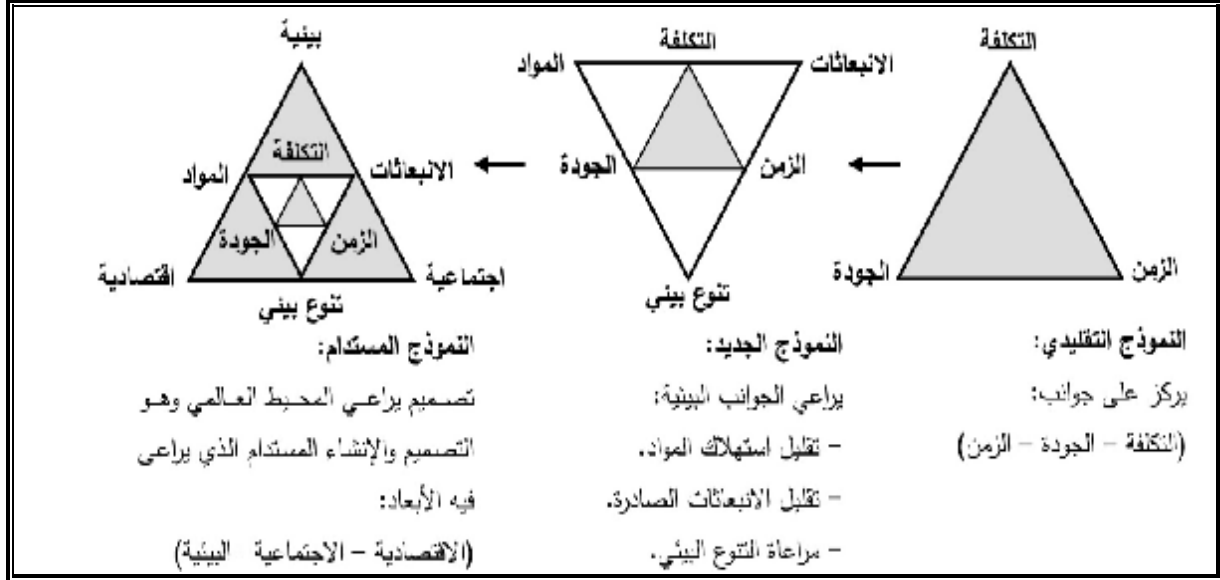 التكلفة
الجودة
الزمن
النموذج التقليدي:
يركز على جوانب:
(التكلفة – الجودة – الزمن)
التكلفة
الانبعاثات
المواد
الزمن
الجودة
تنوع بيئي
النموذج الجديد:
يراعي الجوانب البيئية:
– تقليل استهلاك المواد.
– تقليل الانبعاثات الصادرة.
– مراعاة التنوع البيئي.
بيئية
التكلفة
الانبعاثات
المواد
الزمن
الجودة
اجتماعية
اقتصادية
تنوع بيئي
النموذج المستدام:
تصميم يراعي المحيط العالمي وهو
التصميم والإنشاء المستدام الذي يراعى
فيه الأبعاد:
(الاقتصادية – الاجتماعية البيئية)